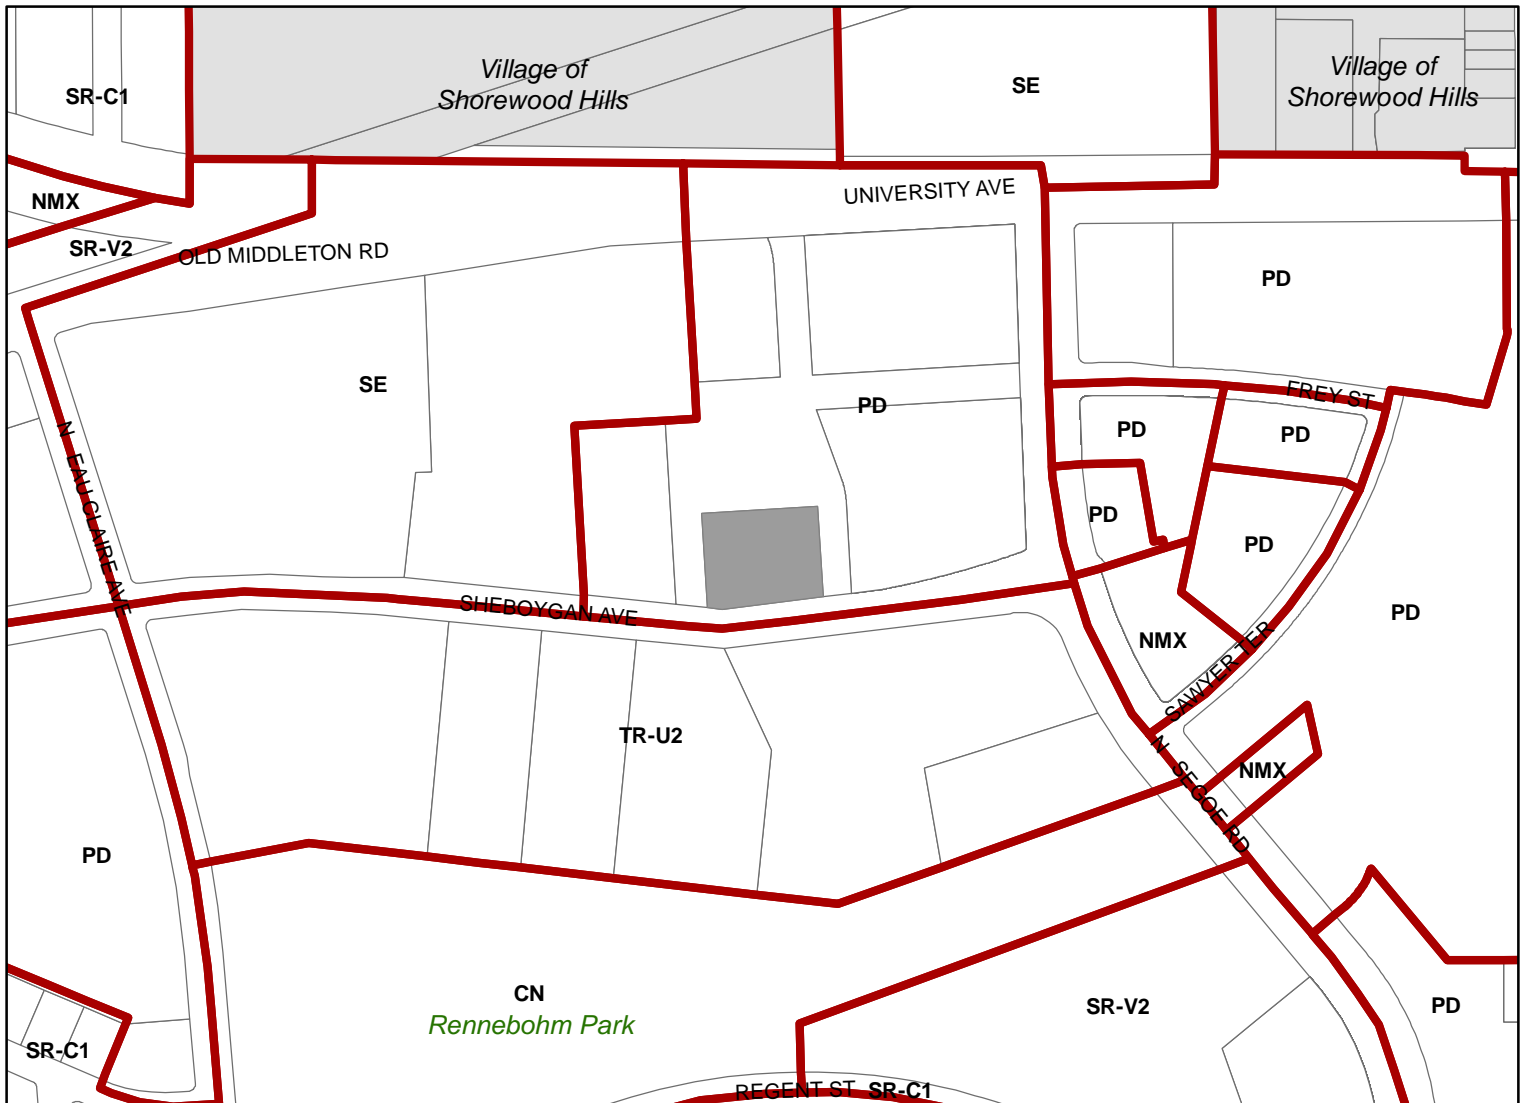 Village of
Shorewood Hills
SE
Village of
Shorewood Hills
SR-C1
UNIVERSITY AVE
NMX
SR-V2
OLD MIDDLETON RD
PD
SE
PD
FREY ST
PD
PD
N EAU CLAIRE AVE
PD
PD
SHEBOYGAN AVE
PD
NMX
SAWYER TER
TR-U2
N SEGOE RD
NMX
PD
CN
Rennebohm Park
SR-V2
PD
SR-C1
REGENT ST
SR-C1